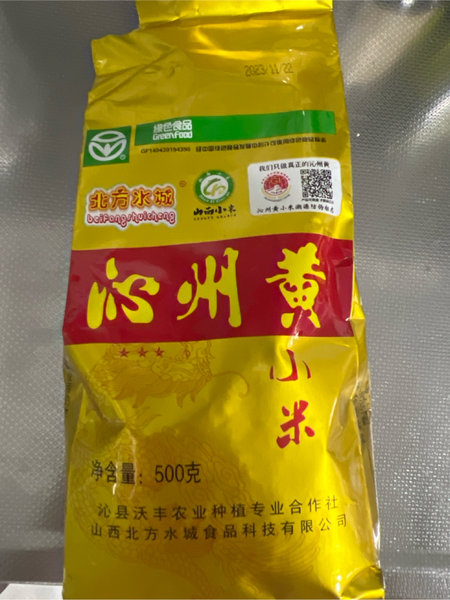 2023/11/22
绿色食品
GreenFood
GF140430194396
我们只做真正的沁州黄
北方水城
beifangshuicheng
山西小米
沁州黄
小米
净含量：500克
沁县沃丰农业种植专业合作社
山西北方水城食品科技有限公司